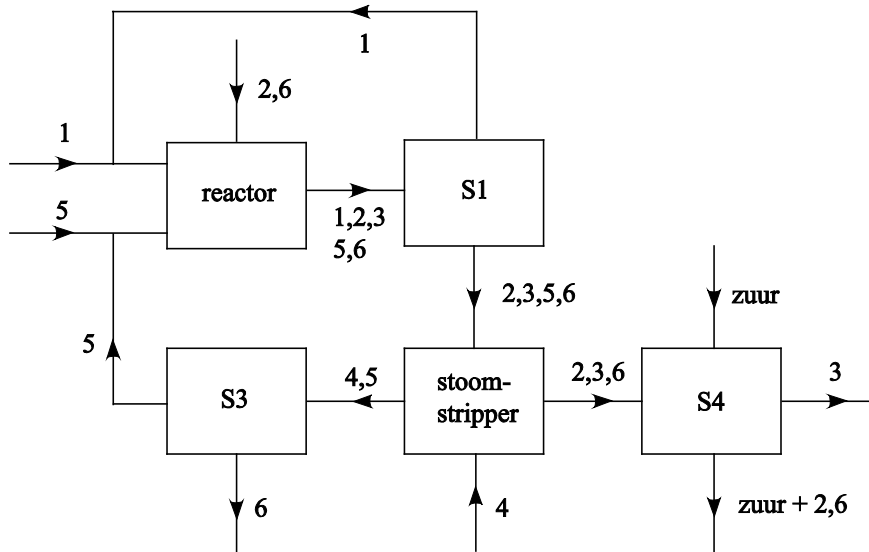 1
2,6
1
reactor
S1
5
1,2,3
5,6
2,3,5,6
zuur
5
S3
4,5
stoom-
stripper
2,3,6
S4
3
6
4
zuur + 2,6